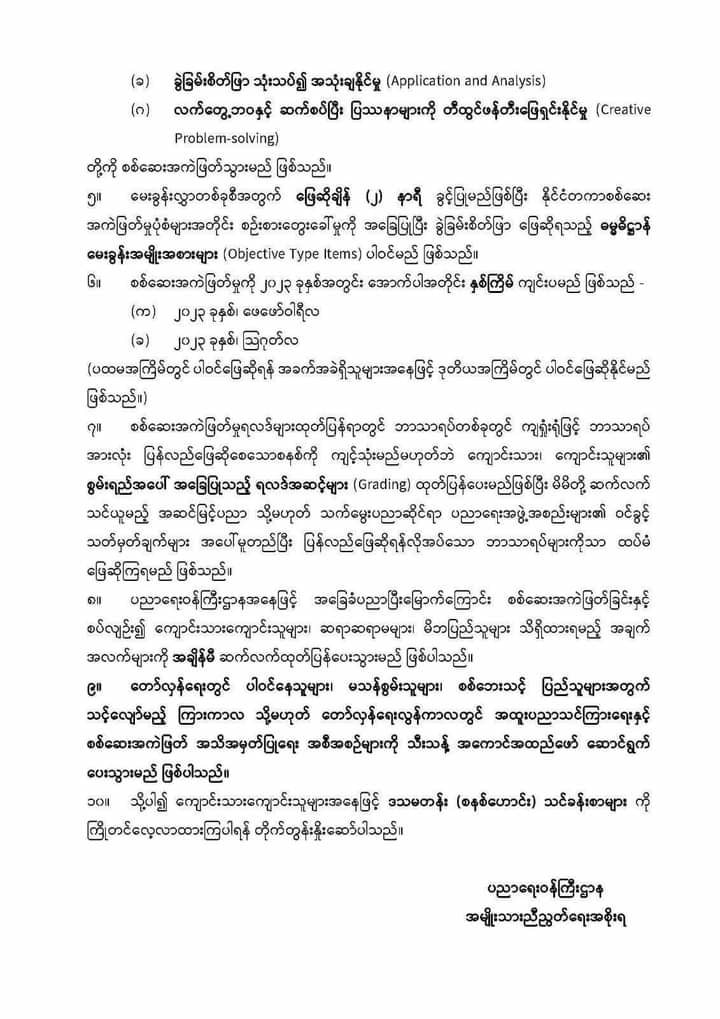 (ခ) ခွဲခြမ်းစိတ်ဖြာ သုံးသပ်၍ အသုံးချနိုင်မှု (Application and Analysis)
(ဂ) လက်တွေ့ဘဝနှင့် ဆက်စပ်ပြီး ပြဿနာများကို တီထွင်ဖန်တီးဖြေရှင်းနိုင်မှု (Creative
Problem-solving)
တို့ကို စစ်ဆေးအကဲဖြတ်သွားမည် ဖြစ်သည်။
၅။ မေးခွန်းလွှာတစ်ခုစီအတွက် ဖြေဆိုချိန် (၂) နာရီ ခွင့်ပြုမည်ဖြစ်ပြီး နိုင်ငံတကာစစ်ဆေး
အကဲဖြတ်မှုပုံစံများအတိုင်း စဉ်းစားတွေးခေါ်မှုကို အခြေပြုပြီး ခွဲခြမ်းစိတ်ဖြာ ဖြေဆိုရသည့် ဓမ္မဓိဋ္ဌာန်
မေးခွန်းအမျိုးအစားများ (Objective Type Items) ပါဝင်မည် ဖြစ်သည်။
၆။ စစ်ဆေးအကဲဖြတ်မှုကို ၂၀၂၃ ခုနှစ်အတွင်း အောက်ပါအတိုင်း နှစ်ကြိမ် ကျင်းပမည် ဖြစ်သည် -
(က) ၂၀၂၃ ခုနှစ်၊ ဖေဖော်ဝါရီလ
(ခ) ၂၀၂၃ ခုနှစ်၊ ဩဂုတ်လ
(ပထမအကြိမ်တွင် ပါဝင်ဖြေဆိုရန် အခက်အခဲရှိသူများအနေဖြင့် ဒုတိယအကြိမ်တွင် ပါဝင်ဖြေဆိုနိုင်မည်
ဖြစ်သည်။)
၇။ စစ်ဆေးအကဲဖြတ်မှုရလဒ်များထုတ်ပြန်ရာတွင် ဘာသာရပ်တစ်ခုတွင် ကျရှုံးရုံဖြင့် ဘာသာရပ်
အားလုံး ပြန်လည်ဖြေဆိုစေသောစနစ်ကို ကျင့်သုံးမည်မဟုတ်ဘဲ ကျောင်းသား၊ ကျောင်းသူများ၏
စွမ်းရည်အပေါ် အခြေပြုသည့် ရလဒ်အဆင့်များ (Grading) ထုတ်ပြန်ပေးမည်ဖြစ်ပြီး မိမိတို့ ဆက်လက်
သင်ယူမည့် အဆင့်မြင့်ပညာ သို့မဟုတ် သက်မွေးပညာဆိုင်ရာ ပညာရေးအဖွဲ့အစည်းများ၏ ဝင်ခွင့်
သတ်မှတ်ချက်များ အပေါ်မူတည်ပြီး ပြန်လည်ဖြေဆိုရန်လိုအပ်သော ဘာသာရပ်များကိုသာ ထပ်မံ
ဖြေဆိုကြရမည် ဖြစ်သည်။
၈။ ပညာရေးဝန်ကြီးဌာနအနေဖြင့် အခြေခံပညာပြီးမြောက်ကြောင်း စစ်ဆေးအကဲဖြတ်ခြင်းနှင့်
စပ်လျဉ်း၍ ကျောင်းသားကျောင်းသူများ၊ ဆရာဆရာမများ၊ မိဘပြည်သူများ သိရှိထားရမည့် အချက်
အလက်များကို အချိန်မီ ဆက်လက်ထုတ်ပြန်ပေးသွားမည် ဖြစ်ပါသည်။
၉။ တော်လှန်ရေးတွင် ပါဝင်နေသူများ၊ မသန်စွမ်းသူများ၊ စစ်ဘေးသင့် ပြည်သူများအတွက်
သင့်လျော်မည့် ကြားကာလ သို့မဟုတ် တော်လှန်ရေးလွန်ကာလတွင် အထူးပညာသင်ကြားရေးနှင့်
စစ်ဆေးအကဲဖြတ် အသိအမှတ်ပြုရေး အစီအစဉ်များကို သီးသန့် အကောင်အထည်ဖော် ဆောင်ရွက်
ပေးသွားမည် ဖြစ်ပါသည်။
၁၀။ သို့ပါ၍ ကျောင်းသားကျောင်းသူများအနေဖြင့် ဒသမတန်း (စနစ်ဟောင်း) သင်ခန်းစာများ ကို
ကြိုတင်လေ့လာထားကြပါရန် တိုက်တွန်းနှိုးဆော်ပါသည်။
ပညာရေးဝန်ကြီးဌာန
အမျိုးသားညီညွတ်ရေးအစိုးရ